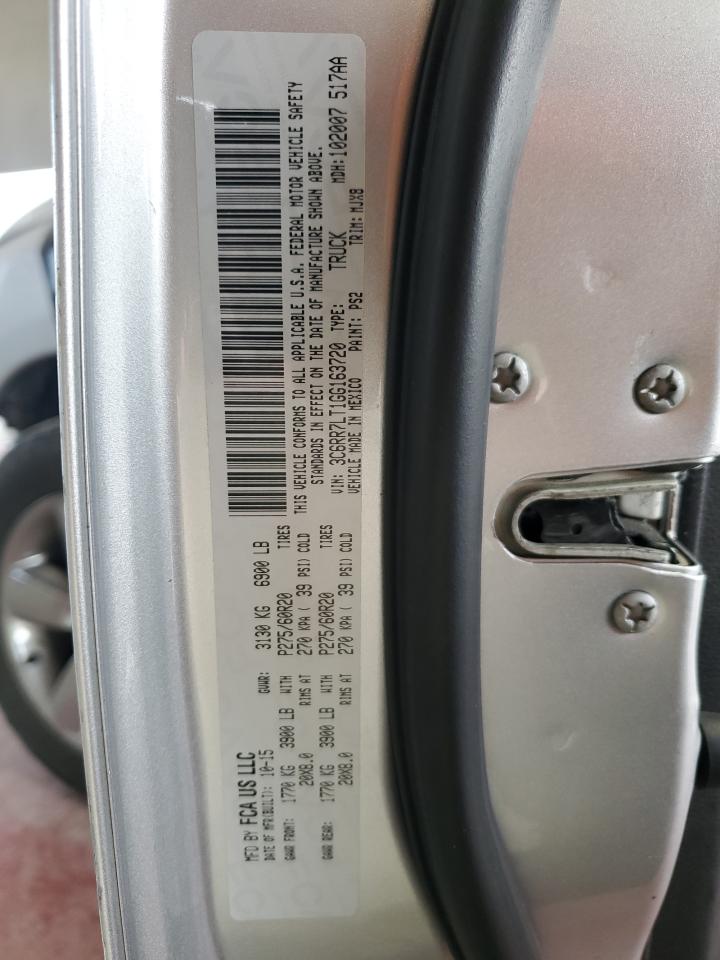 MFD BY FCA US LLC
DATE OF MFR(BUILT): 10-15 GVWR: 3130 KG 6900 LB
GAWR FRONT: 1770 KG 3900 LB WITH P275/60R20 TIRES
20X8.0 RIMS AT 270 KPA ( 39 PSI) COLD
GAWR REAR: 1770 KG 3900 LB WITH P275/60R20 TIRES
20X8.0 RIMS AT 270 KPA ( 39 PSI) COLD
THIS VEHICLE CONFORMS TO ALL APPLICABLE U.S.A. FEDERAL MOTOR VEHICLE SAFETY
STANDARDS IN EFFECT ON THE DATE OF MANUFACTURE SHOWN ABOVE.
VIN: 3C6RR7LT1GG163720 TYPE: TRUCK MDH:102007 517AA
VEHICLE MADE IN MEXICO PAINT: PS2 TRIM: MJX8